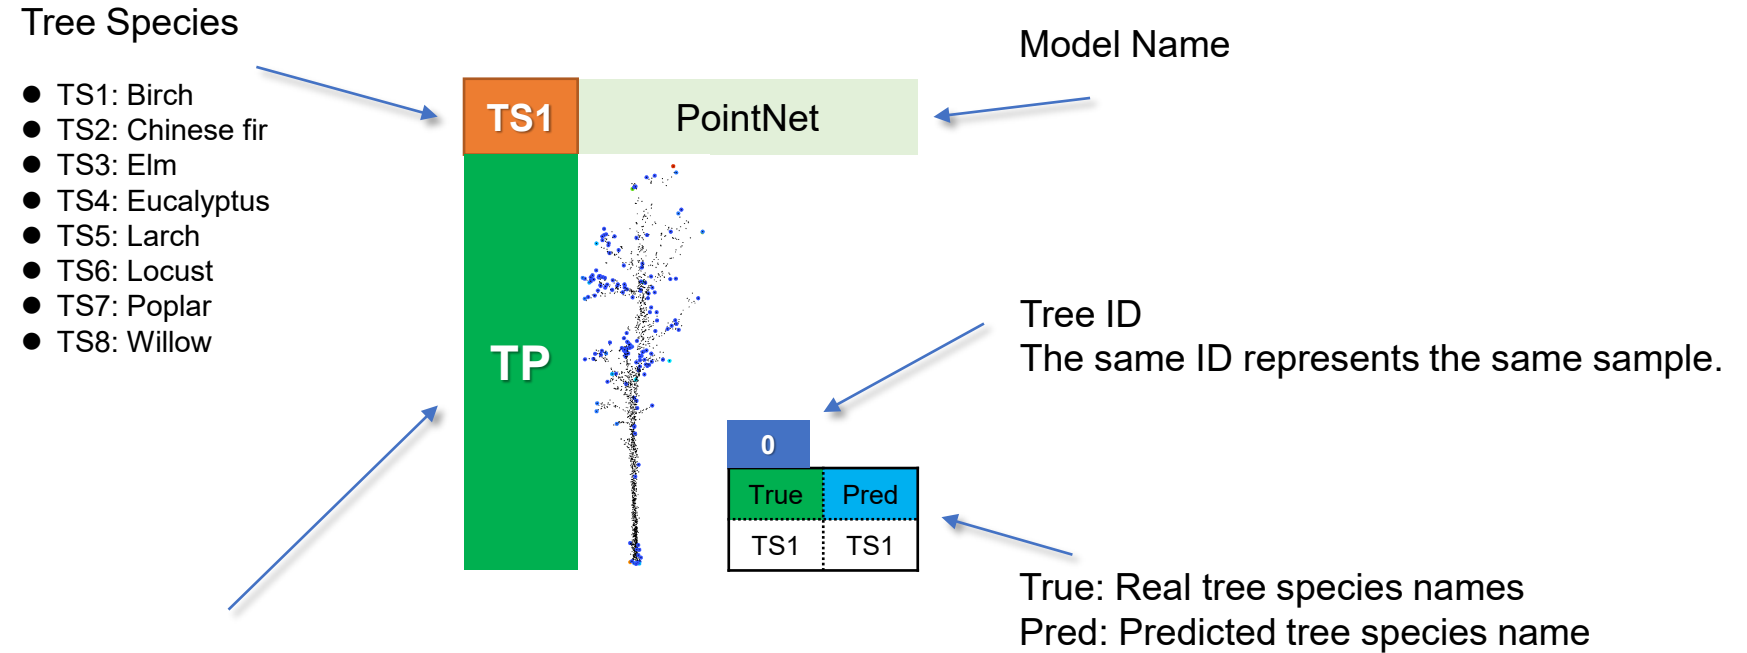 Tree Species
TS1: Birch
TS2: Chinese fir
TS3: Elm
TS4: Eucalyptus
TS5: Larch
TS6: Locust
TS7: Poplar
TS8: Willow
TS1
PointNet
Model Name
TP
Tree ID
The same ID represents the same sample.
0
True Pred
TS1 TS1
True: Real tree species names
Pred: Predicted tree species name